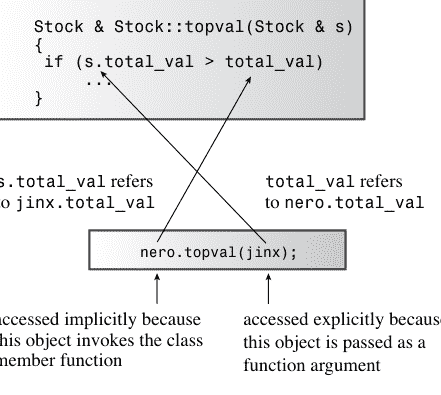 Stock & Stock::topval(Stock & s)
{
if (s.total_val > total_val)
...
}
s.total_val refers
to jinx.total_val
total_val refers
to nero.total_val
nero.topval(jinx);
accessed implicitly because
this object invokes the class
member function
accessed explicitly because
this object is passed as a
function argument